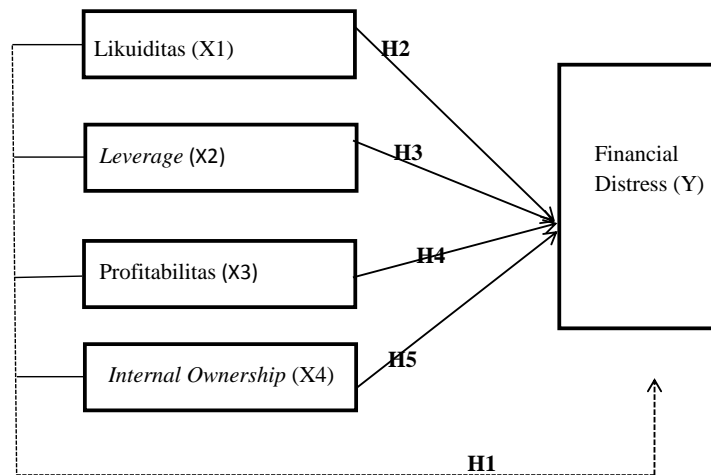 Likuiditas (X1)
H2
Leverage (X2)
H3
Financial
Distress (Y)
Profitabilitas (X3)
H4
Internal Ownership (X4)
H5
H1